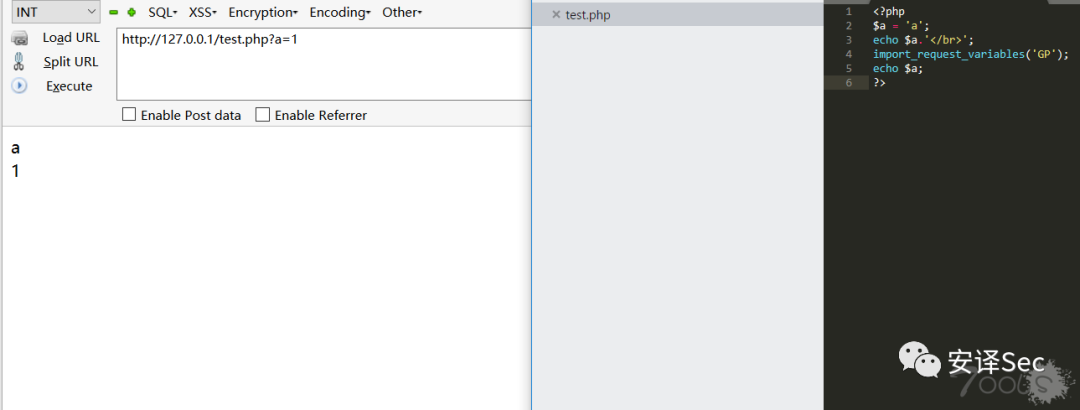 INT SQL XSS Encryption Encoding Other
Load URL
http://127.0.0.1/test.php?a=1
Split URL
Execute
Enable Post data Enable Referrer
a
1
test.php
1 <?php
2 $a = 'a';
3 echo $a.'</br>';
4 import_request_variables('GP');
5 echo $a;
6 ?>
安译Sec
7ools